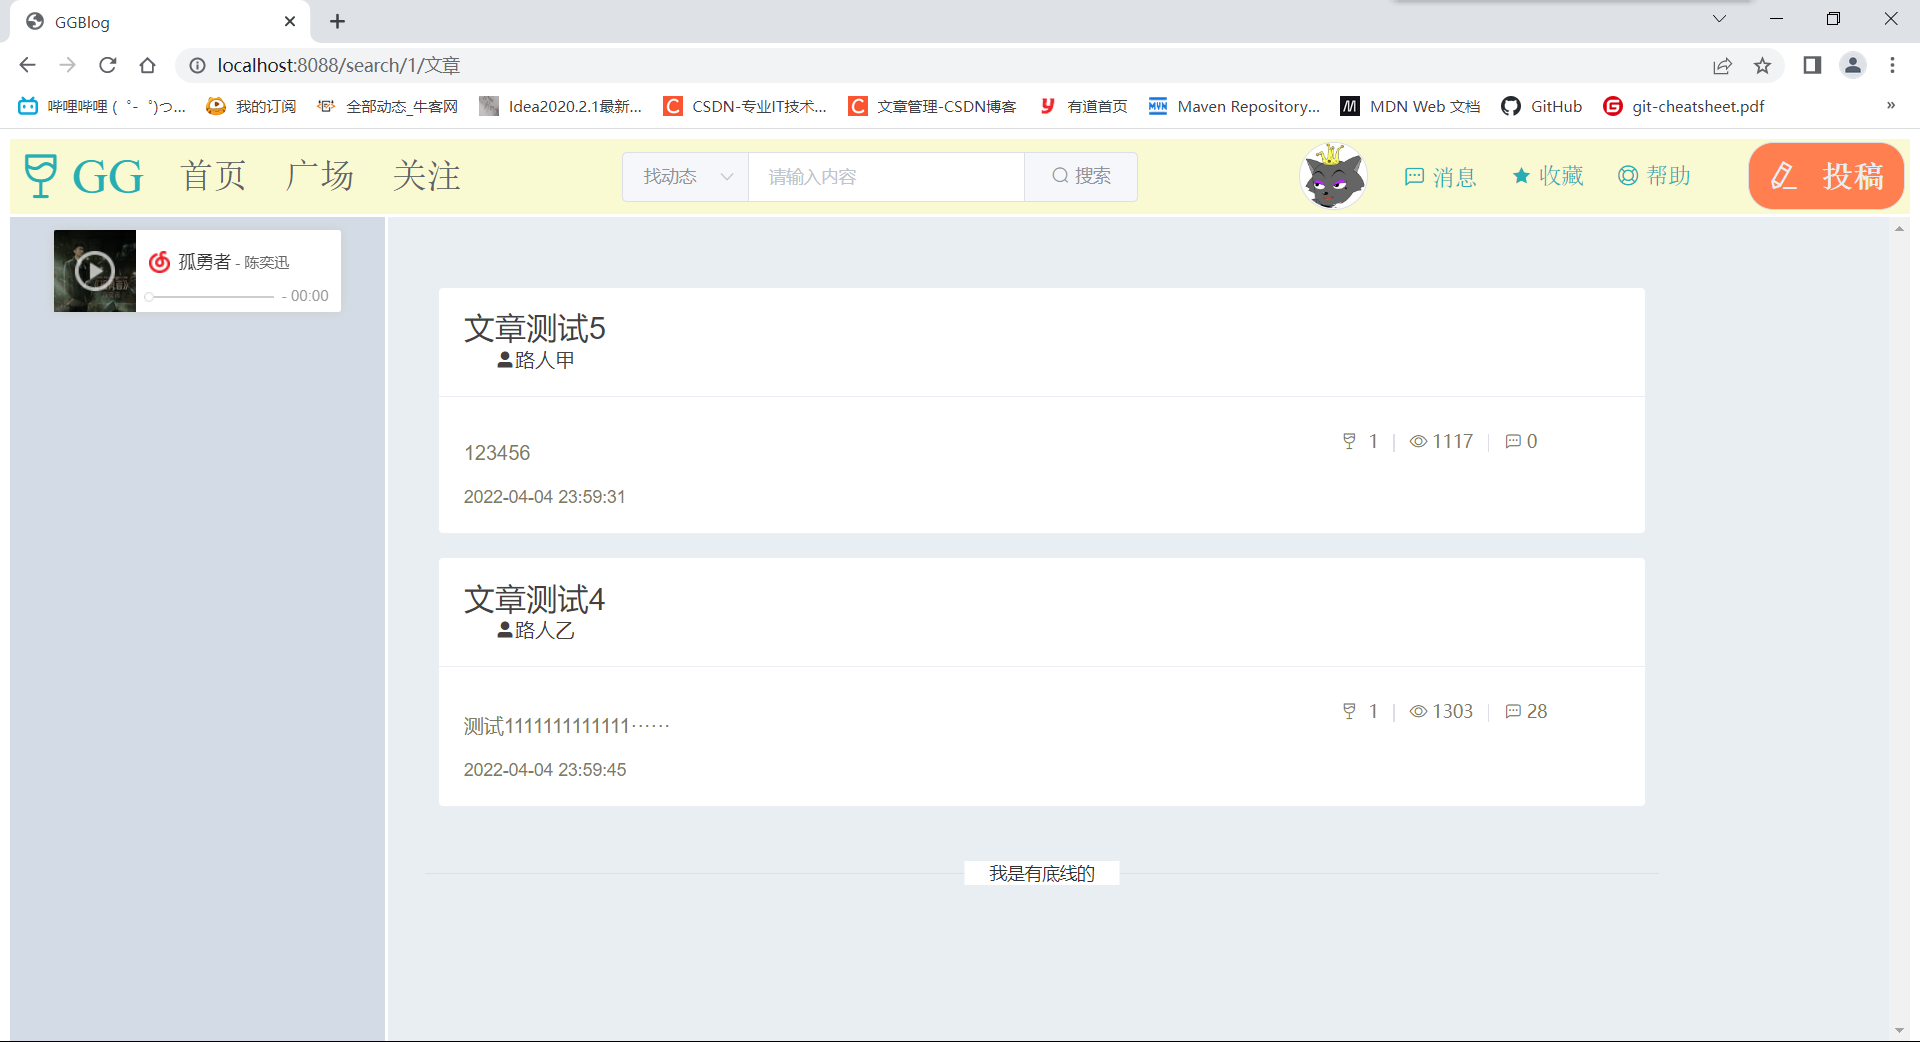 GGBlog
localhost:8088/search/1/文章
哔哩哔哩 (゜-゜)つ... 我的订阅 全部动态_牛客网 Idea2020.2.1最新... CSDN-专业IT技术... 文章管理-CSDN博客 有道首页 Maven Repository... MDN Web 文档 GitHub git-cheatsheet.pdf »
GG 首页 广场 关注 找动态 请输入内容 搜索 消息 收藏 帮助 投稿
孤勇者 - 陈奕迅
- 00:00
文章测试5
路人甲
1 1117 0
123456
2022-04-04 23:59:31
文章测试4
路人乙
1 1303 28
测试1111111111111······
2022-04-04 23:59:45
我是有底线的